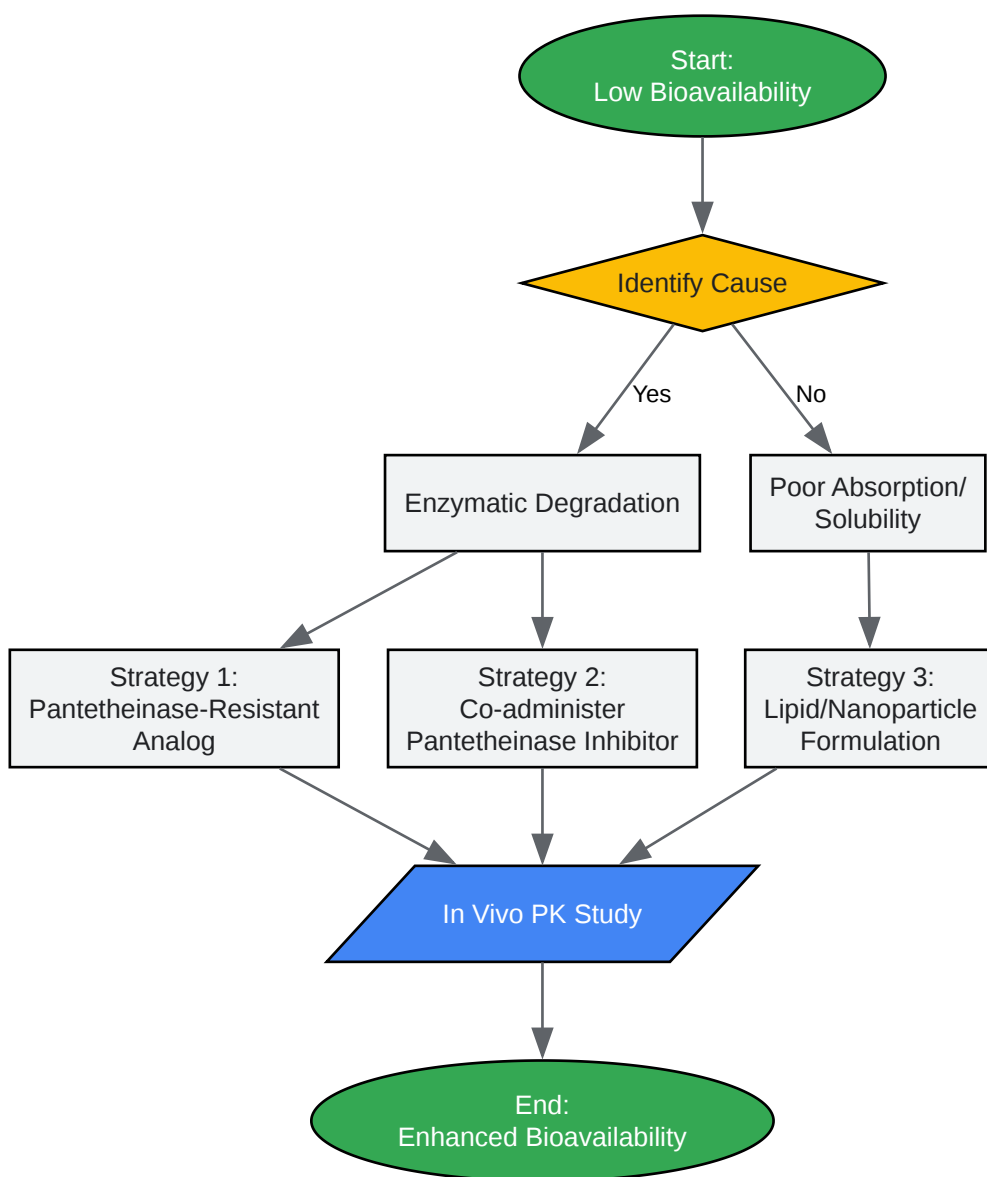 Start:
Low Bioavailability
Identify Cause
Yes
No
Enzymatic Degradation
Poor Absorption/
Solubility
Strategy 1:
Pantetheinase-Resistant
Analog
Strategy 2:
Co-administer
Pantetheinase Inhibitor
Strategy 3:
Lipid/Nanoparticle
Formulation
In Vivo PK Study
End:
Enhanced Bioavailability